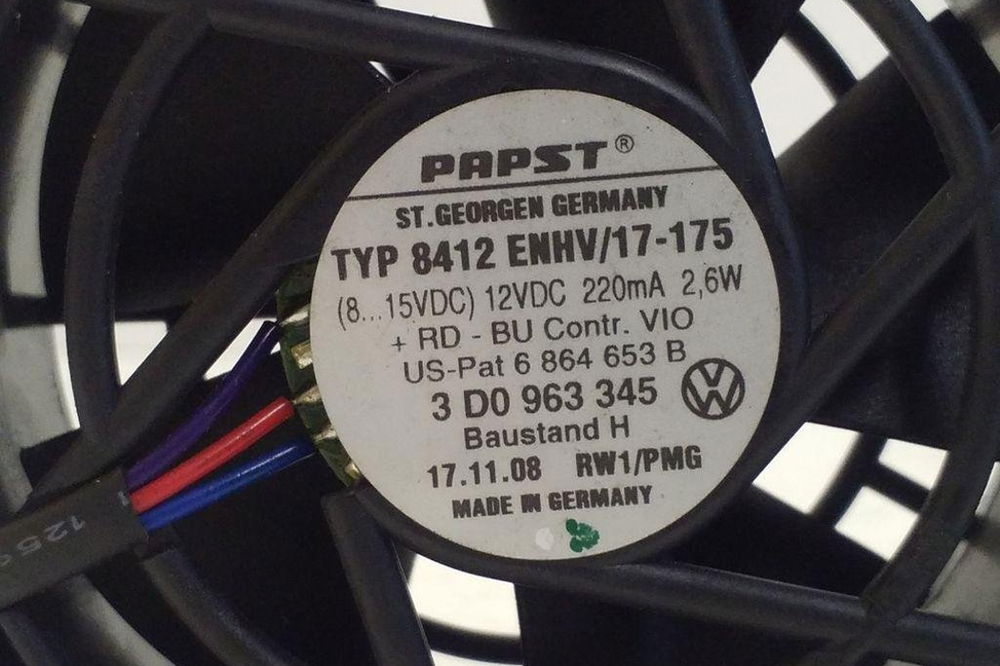 PAPST®
ST.GEORGEN GERMANY
TYP 8412 ENHV/17-175
(8...15VDC) 12VDC 220mA 2,6W
+ RD - BU Contr. VIO
US-Pat 6 864 653 B
3 D0 963 345
Baustand H
17.11.08 RW1/PMG
MADE IN GERMANY